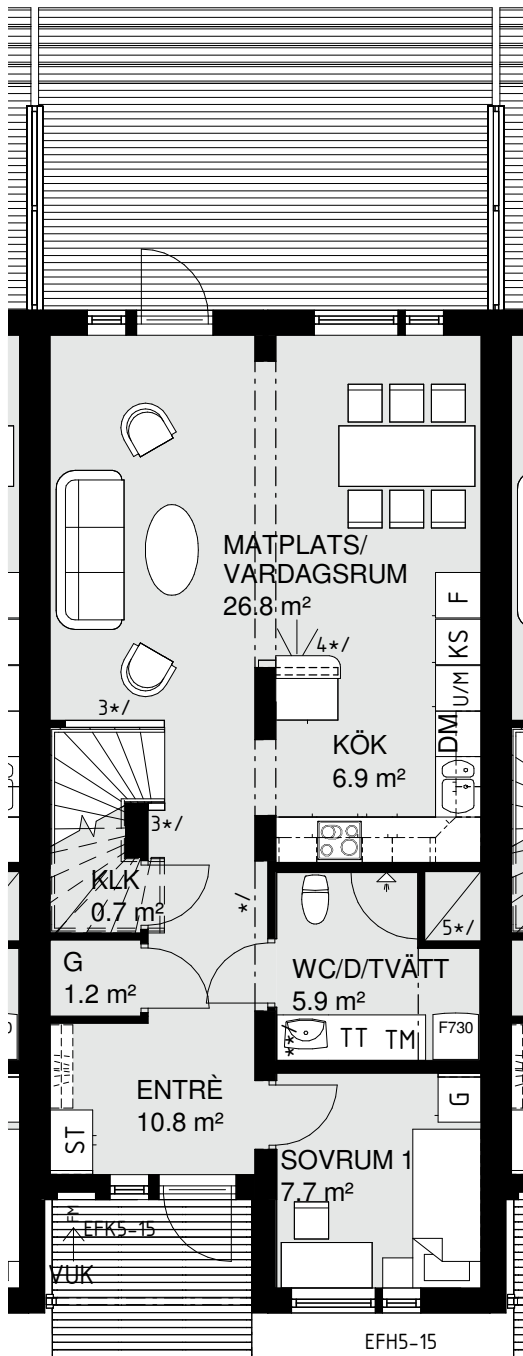 MATPLATS/
VARDAGSRUM
26.8 m²
F
KS
4*/
U/M
3*/
DM
KÖK
6.9 m²
3*/
KLK
0.7 m²
*/
5*/
G
1.2 m²
WC/D/TVÄTT
5.9 m²
**/
TT
TM
F730
ENTRÈ
10.8 m²
G
ST
SOVRUM 1
7.7 m²
FM
EFK5-15
VUK
EFH5-15